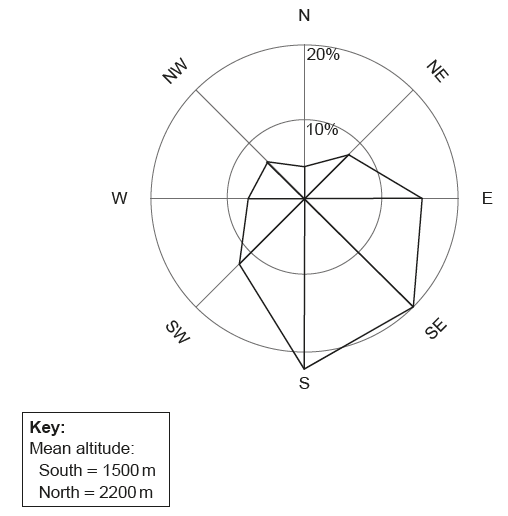 N
20%
NW
NE
10%
W
E
SW
SE
S
Key:
Mean altitude:
South = 1500 m
North = 2200 m